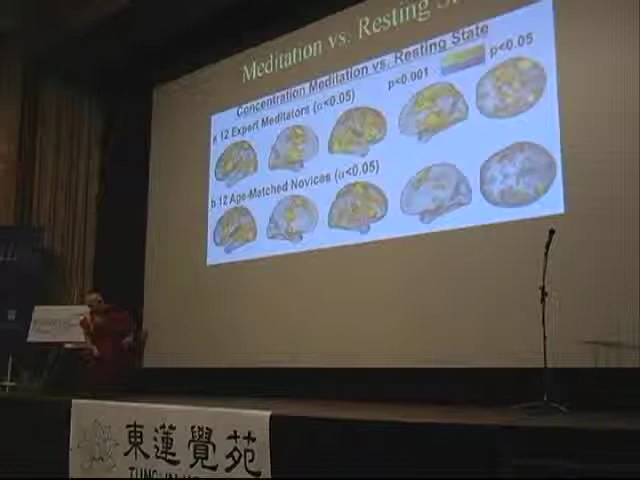 Meditation vs. Resting S
Concentration Meditation vs. Resting State
p<0.001 p<0.05
a 12 Expert Meditators (α<0.05)
b 12 Age-Matched Novices (α<0.05)
東蓮覺苑
TUNG